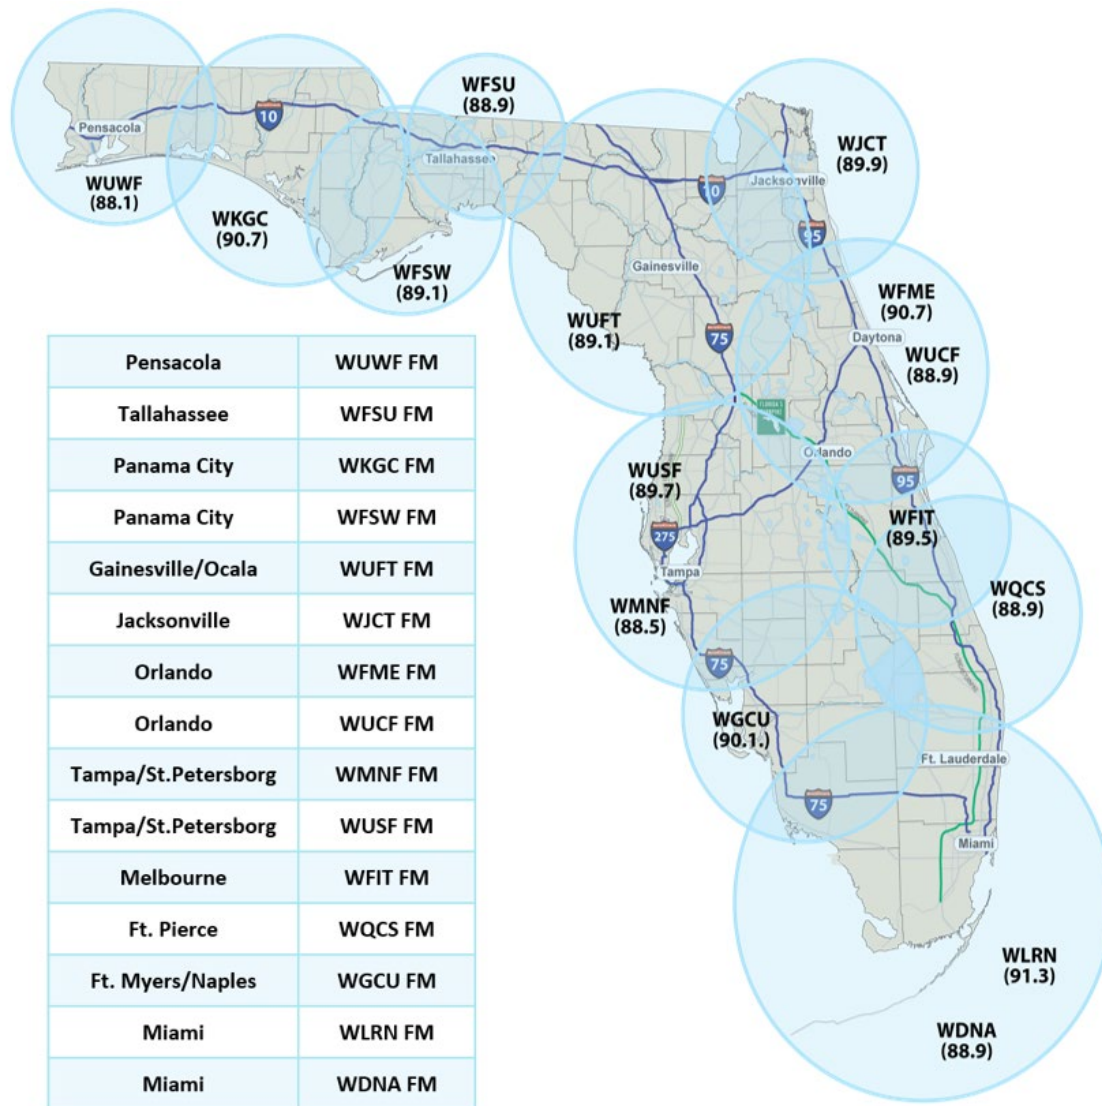 WFSU
(88.9)
10
Pensacola
Tallahassee
WJCT
(89.9)
Jacksonville
10
WUWF
(88.1)
WKGC
(90.7)
95
WFSW
(89.1)
Gainesville
WFME
(90.7)
WUFT
(89.1)
75
Daytona
WUCF
(88.9)
Orlando
WUSF
(89.7)
95
WFIT
(89.5)
275
Tampa
WQCS
(88.9)
WMNF
(88.5)
75
WGCU
(90.1.)
Ft. Lauderdale
75
Miami
WLRN
(91.3)
WDNA
(88.9)
Pensacola WUWF FM
Tallahassee WFSU FM
Panama City WKGC FM
Panama City WFSW FM
Gainesville/Ocala WUFT FM
Jacksonville WJCT FM
Orlando WFME FM
Orlando WUCF FM
Tampa/St.Petersborg WMNF FM
Tampa/St.Petersborg WUSF FM
Melbourne WFIT FM
Ft. Pierce WQCS FM
Ft. Myers/Naples WGCU FM
Miami WLRN FM
Miami WDNA FM